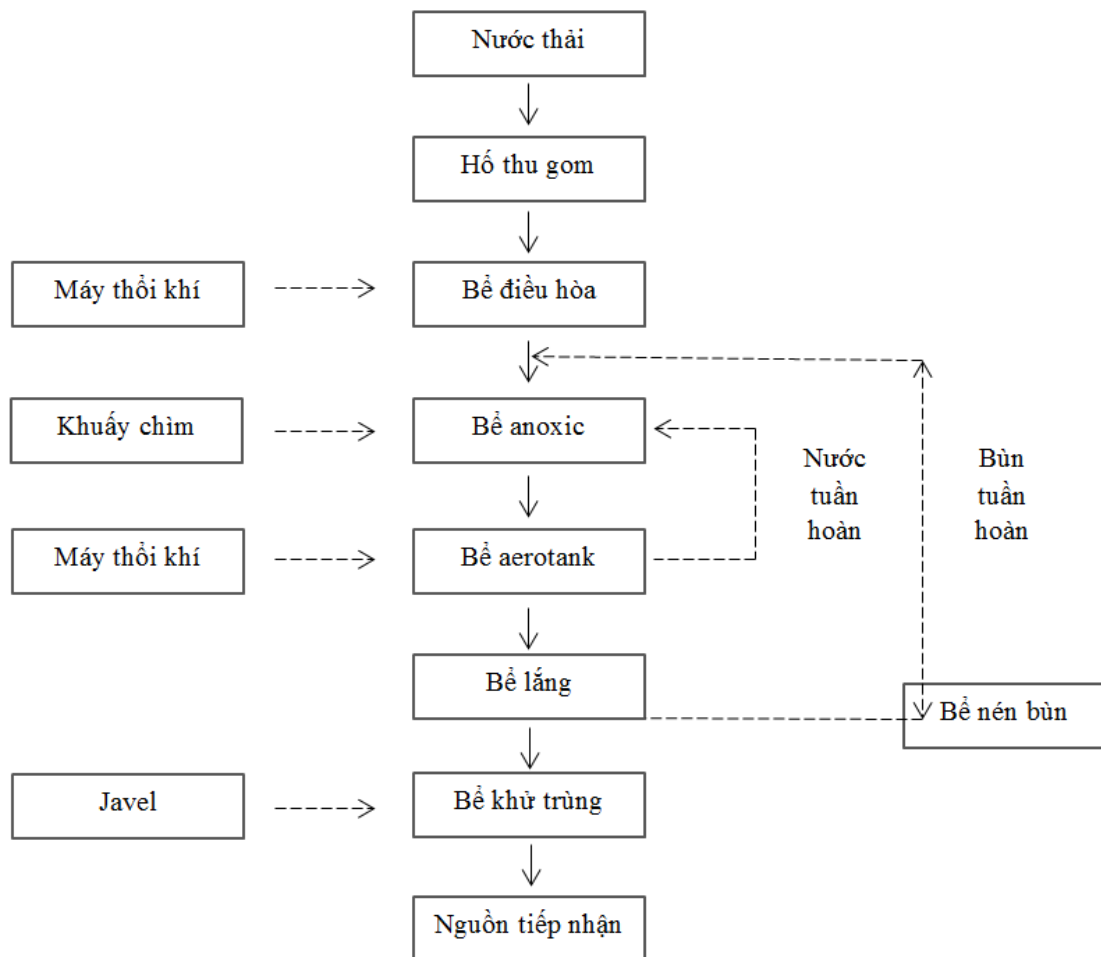 Nước thải
Hố thu gom
Máy thổi khí
Bể điều hòa
Khuấy chìm
Bể anoxic
Nước
tuần
hoàn
Bùn
tuần
hoàn
Máy thổi khí
Bể aerotank
Bể lắng
Bể nén bùn
Javel
Bể khử trùng
Nguồn tiếp nhận